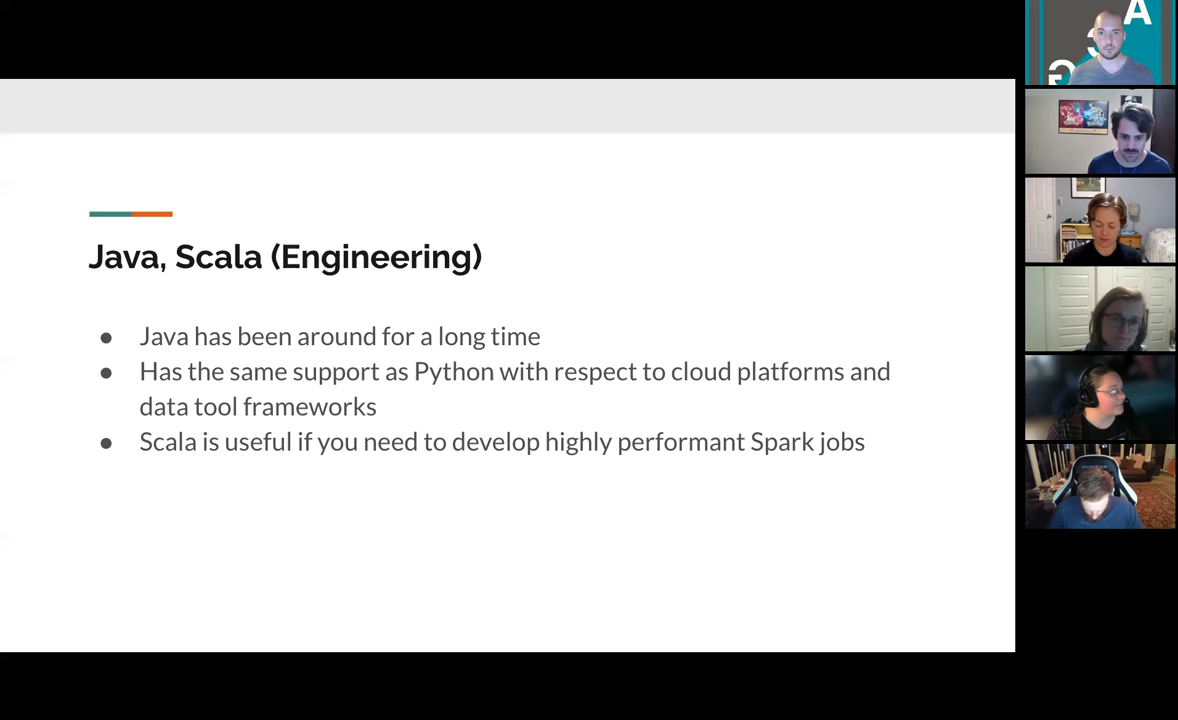 Java, Scala (Engineering)
● Java has been around for a long time
● Has the same support as Python with respect to cloud platforms and
data tool frameworks
● Scala is useful if you need to develop highly performant Spark jobs
A
G